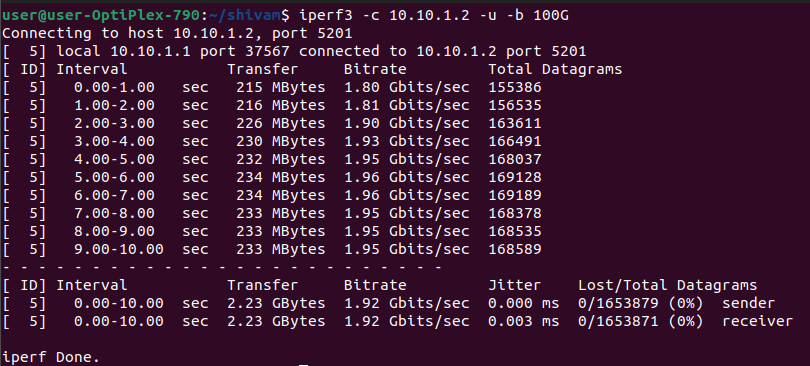 user@user-OptiPlex-790:~/shivam$ iperf3 -c 10.10.1.2 -u -b 100G
Connecting to host 10.10.1.2, port 5201
[  5] local 10.10.1.1 port 37567 connected to 10.10.1.2 port 5201
[ ID] Interval           Transfer     Bitrate         Total Datagrams
[  5]   0.00-1.00   sec   215 MBytes  1.80 Gbits/sec  155386
[  5]   1.00-2.00   sec   216 MBytes  1.81 Gbits/sec  156535
[  5]   2.00-3.00   sec   226 MBytes  1.90 Gbits/sec  163611
[  5]   3.00-4.00   sec   230 MBytes  1.93 Gbits/sec  166491
[  5]   4.00-5.00   sec   232 MBytes  1.95 Gbits/sec  168037
[  5]   5.00-6.00   sec   234 MBytes  1.96 Gbits/sec  169128
[  5]   6.00-7.00   sec   234 MBytes  1.96 Gbits/sec  169189
[  5]   7.00-8.00   sec   233 MBytes  1.95 Gbits/sec  168378
[  5]   8.00-9.00   sec   233 MBytes  1.95 Gbits/sec  168535
[  5]   9.00-10.00  sec   233 MBytes  1.95 Gbits/sec  168589
- - - - - - - - - - - - - - - - - - - - - - - - -
[ ID] Interval           Transfer     Bitrate         Jitter    Lost/Total Datagrams
[  5]   0.00-10.00  sec  2.23 GBytes  1.92 Gbits/sec  0.000 ms  0/1653879 (0%)  sender
[  5]   0.00-10.00  sec  2.23 GBytes  1.92 Gbits/sec  0.003 ms  0/1653871 (0%)  receiver
iperf Done.